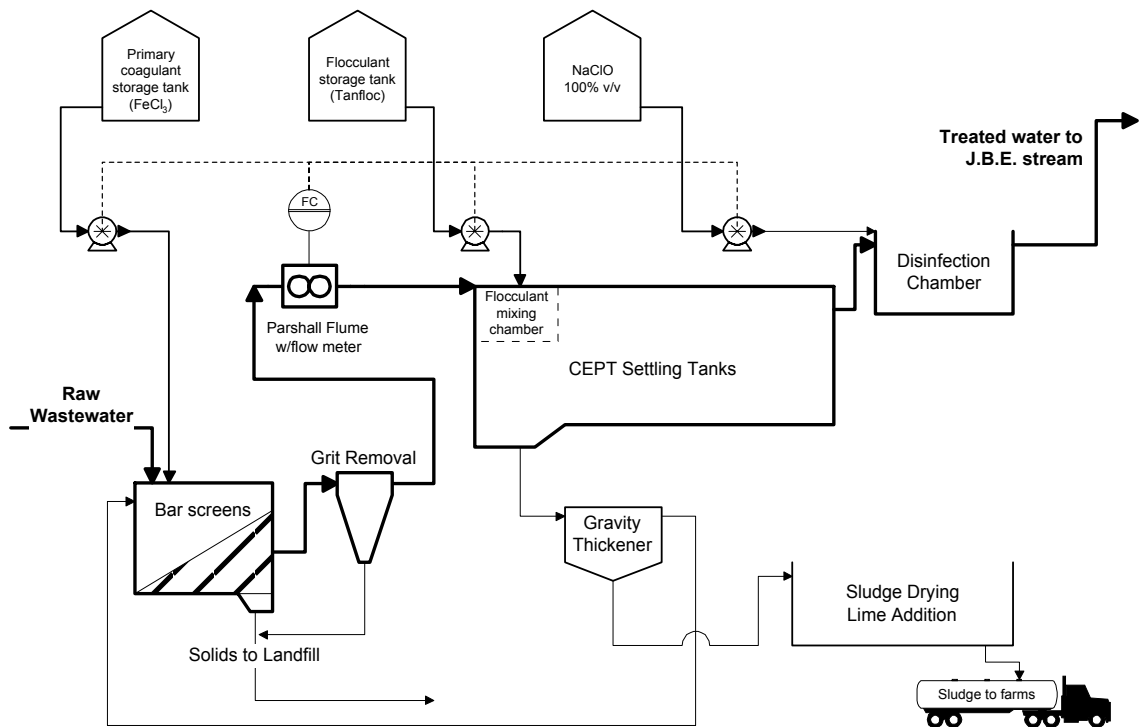 Primary
coagulant
storage tank
(FeCl₃)
Flocculant
storage tank
(Tanfloc)
NaClO
100% v/v
Treated water to
J.B.E. stream
FC
Disinfection
Chamber
Flocculant
mixing
chamber
Parshall Flume
w/flow meter
CEPT Settling Tanks
Raw
Wastewater
Grit Removal
Bar screens
Gravity
Thickener
Sludge Drying
Lime Addition
Solids to Landfill
Sludge to farms